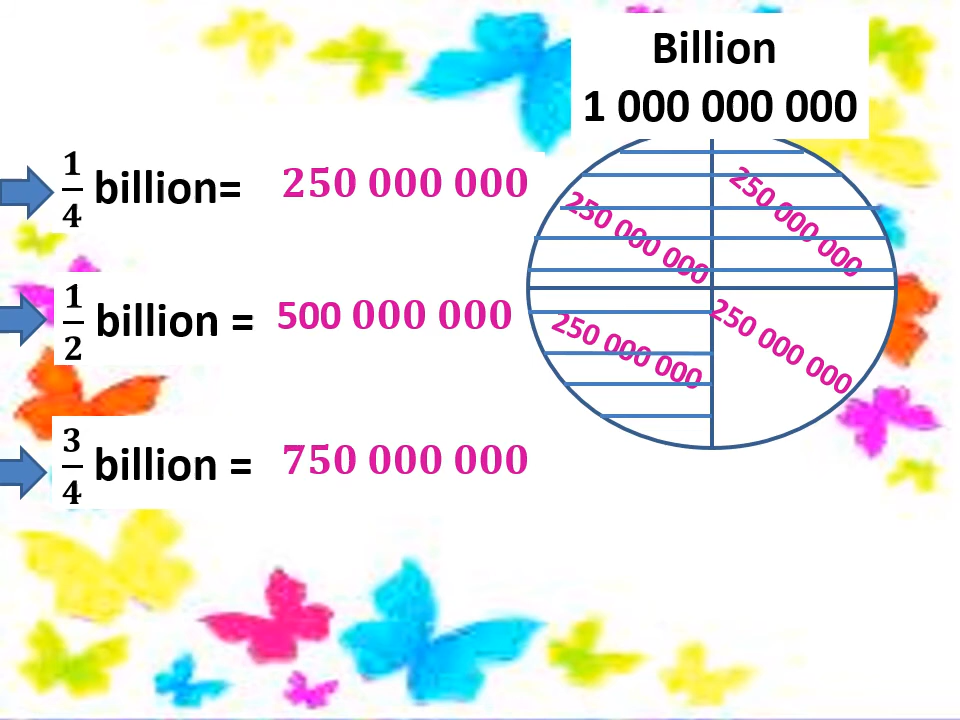 Billion
1 000 000 000
1/4 billion= 250 000 000
1/2 billion = 500 000 000
3/4 billion = 750 000 000
250 000 000
250 000 000
250 000 000
250 000 000